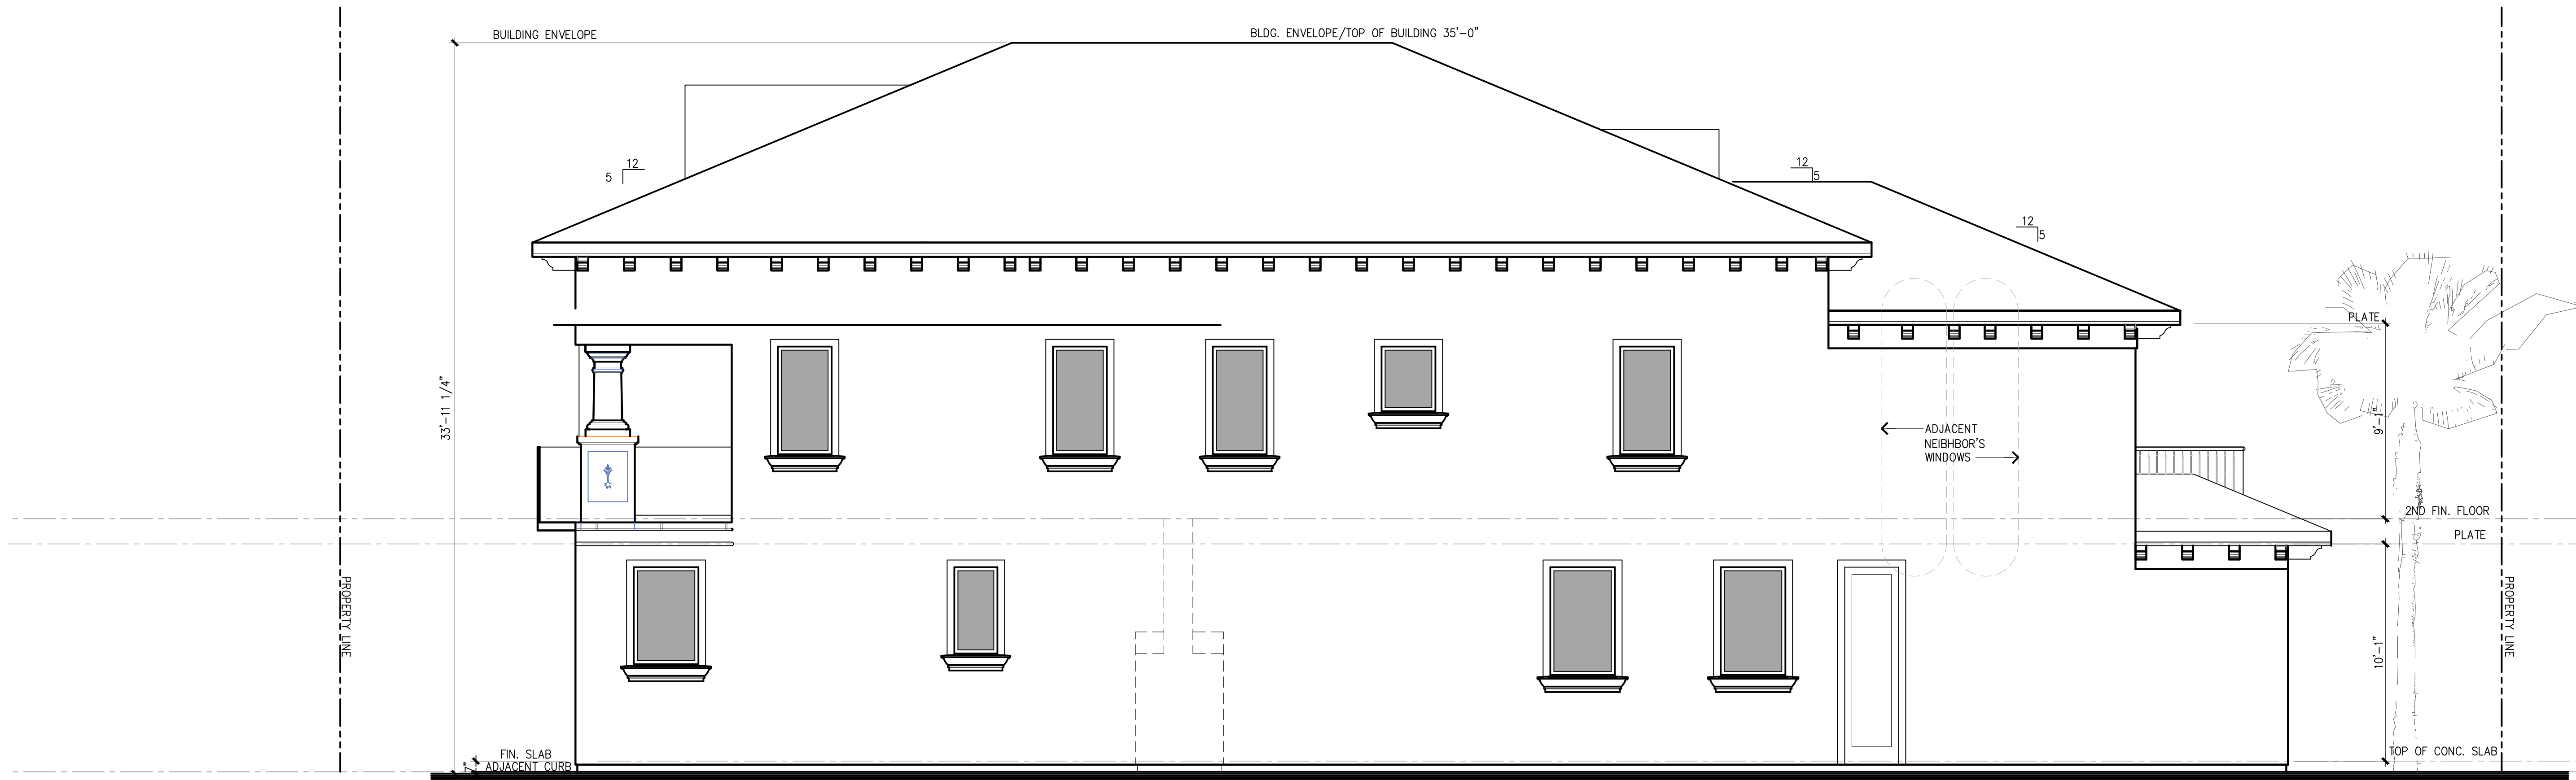 BUILDING ENVELOPE
BLDG. ENVELOPE/TOP OF BUILDING 35'-0"
12
5
12
5
12
5
PLATE
33'-11 1/4"
9'-1"
ADJACENT
NEIBHBOR'S
WINDOWS
2ND FIN. FLOOR
PLATE
PROPERTY LINE
PROPERTY LINE
10'-1"
FIN. SLAB
TOP OF CONC. SLAB
7"
ADJACENT CURB